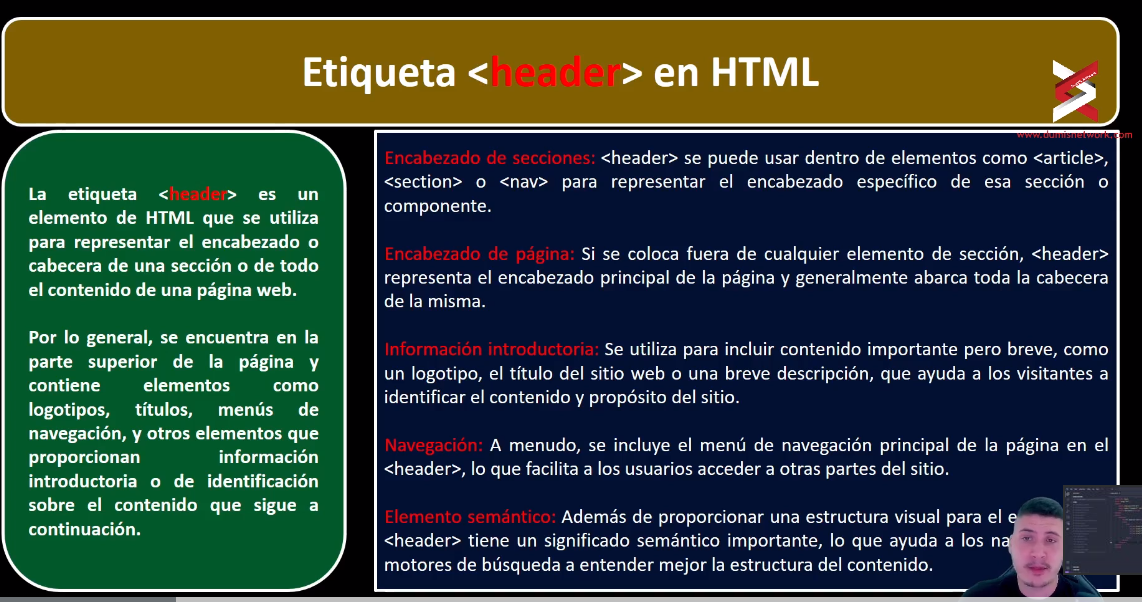 Etiqueta <header> en HTML
www.tumisnetwork.com
La etiqueta <header> es un
elemento de HTML que se utiliza
para representar el encabezado o
cabecera de una sección o de todo
el contenido de una página web.
Por lo general, se encuentra en la
parte superior de la página y
contiene elementos como
logotipos, títulos, menús de
navegación, y otros elementos que
proporcionan información
introductoria o de identificación
sobre el contenido que sigue a
continuación.
Encabezado de secciones: <header> se puede usar dentro de elementos como <article>,
<section> o <nav> para representar el encabezado específico de esa sección o
componente.
Encabezado de página: Si se coloca fuera de cualquier elemento de sección, <header>
representa el encabezado principal de la página y generalmente abarca toda la cabecera
de la misma.
Información introductoria: Se utiliza para incluir contenido importante pero breve, como
un logotipo, el título del sitio web o una breve descripción, que ayuda a los visitantes a
identificar el contenido y propósito del sitio.
Navegación: A menudo, se incluye el menú de navegación principal de la página en el
<header>, lo que facilita a los usuarios acceder a otras partes del sitio.
Elemento semántico: Además de proporcionar una estructura visual para el
<header> tiene un significado semántico importante, lo que ayuda a los
motores de búsqueda a entender mejor la estructura del contenido.